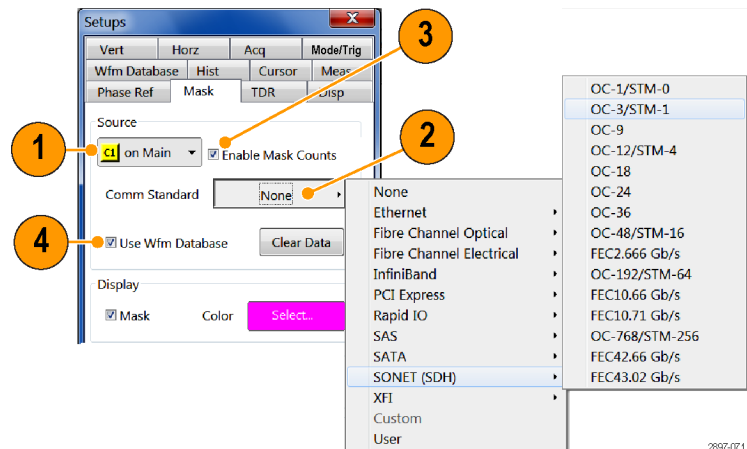 Setups
X
3
Vert Horz Acq Mode/Trig
Wfm Database Hist Cursor Meas
Phase Ref Mask TDR Disp
Source
1
C1 on Main
Enable Mask Counts
2
Comm Standard None
4
Use Wfm Database Clear Data
Display
Mask Color Select...
None
Ethernet
Fibre Channel Optical
Fibre Channel Electrical
InfiniBand
PCI Express
Rapid IO
SAS
SATA
SONET (SDH)
XFI
Custom
User
OC-1/STM-0
OC-3/STM-1
OC-9
OC-12/STM-4
OC-18
OC-24
OC-36
OC-48/STM-16
FEC2.666 Gb/s
OC-192/STM-64
FEC10.66 Gb/s
FEC10.71 Gb/s
OC-768/STM-256
FEC42.66 Gb/s
FEC43.02 Gb/s
2897-071